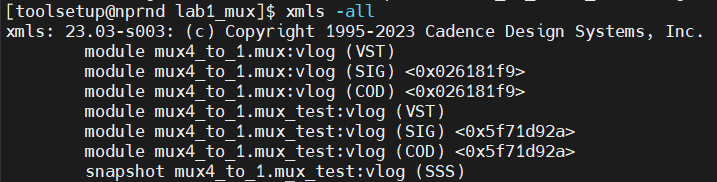 [toolsetup@nprnd lab1_mux]$ xmls -all
xmls: 23.03-s003: (c) Copyright 1995-2023 Cadence Design Systems, Inc.
module mux4_to_1.mux:vlog (VST)
module mux4_to_1.mux:vlog (SIG) <0x026181f9>
module mux4_to_1.mux:vlog (COD) <0x026181f9>
module mux4_to_1.mux_test:vlog (VST)
module mux4_to_1.mux_test:vlog (SIG) <0x5f71d92a>
module mux4_to_1.mux_test:vlog (COD) <0x5f71d92a>
snapshot mux4_to_1.mux_test:vlog (SSS)